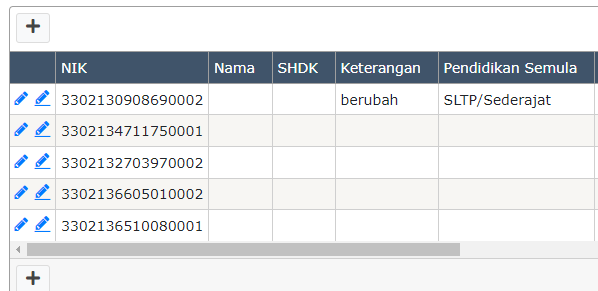 NIK Nama SHDK Keterangan Pendidikan Semula
3302130908690002 berubah SLTP/Sederajat
3302134711750001
3302132703970002
3302136605010002
3302136510080001